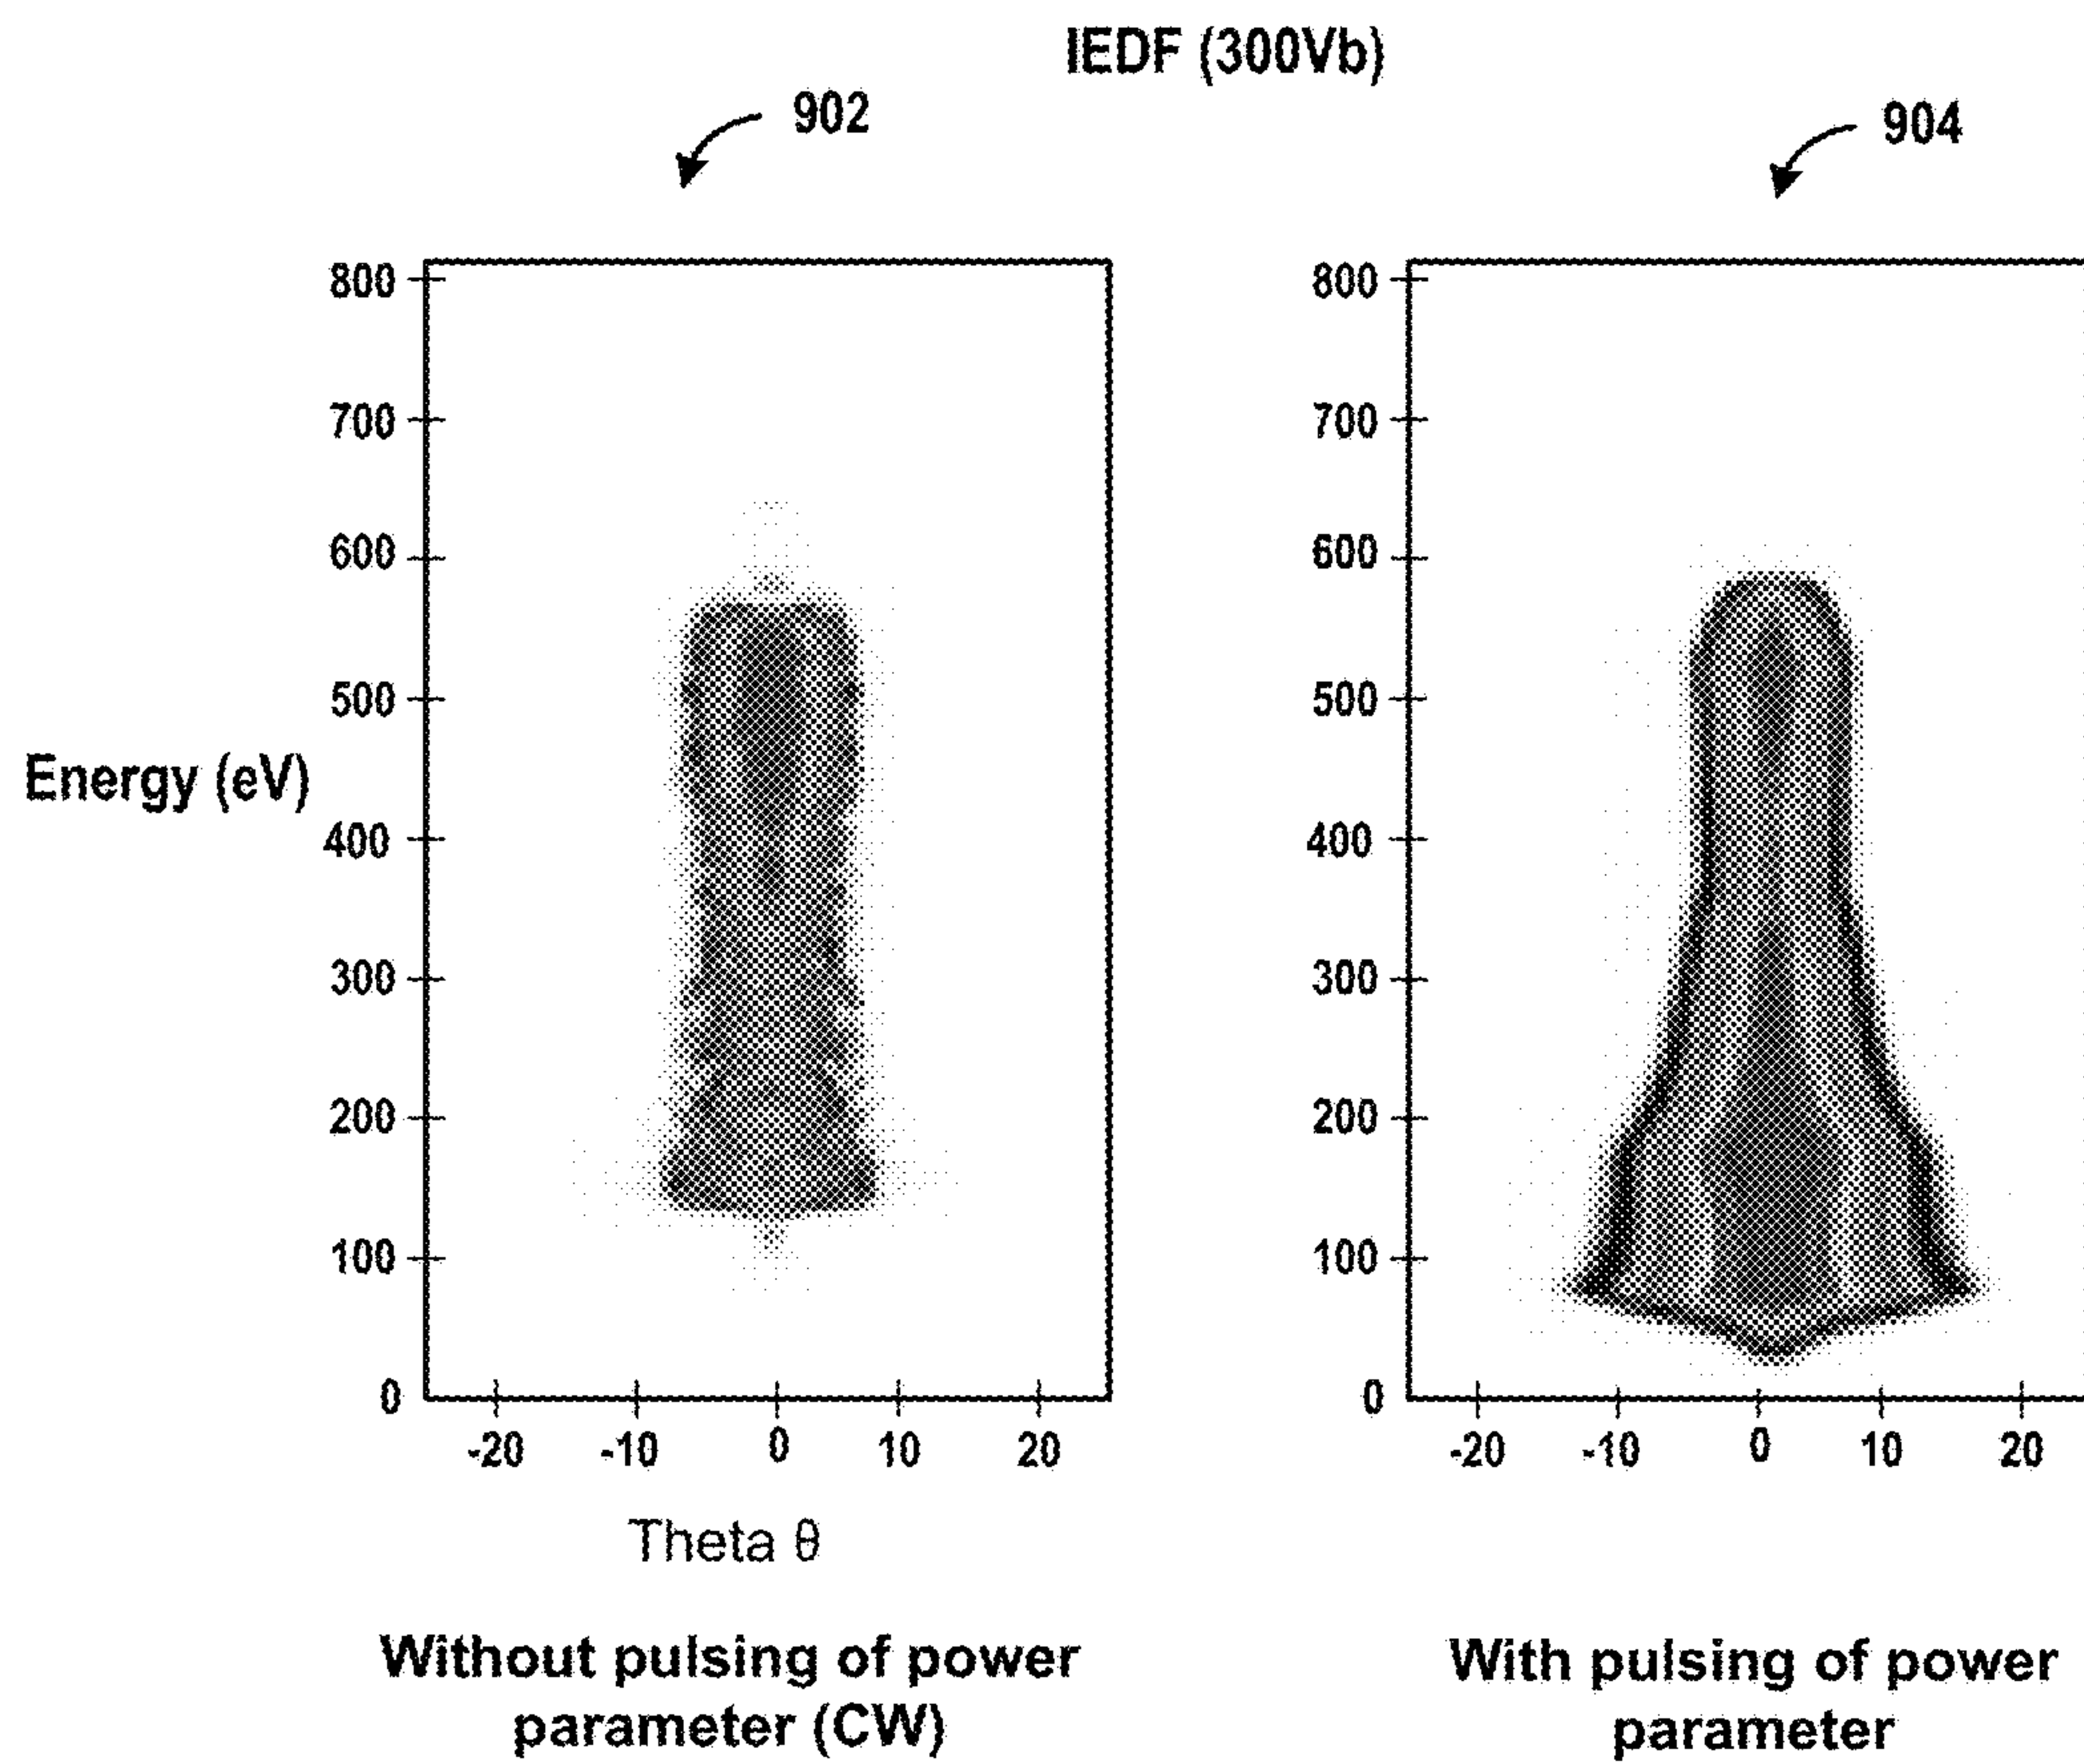 IEDF (300Vb)
902
904
800
700
600
500
400
300
200
100
0
Energy (eV)
-20 -10 0 10 20
Theta θ
Without pulsing of power
parameter (CW)
800
700
600
500
400
300
200
100
0
-20 -10 0 10 20
With pulsing of power
parameter